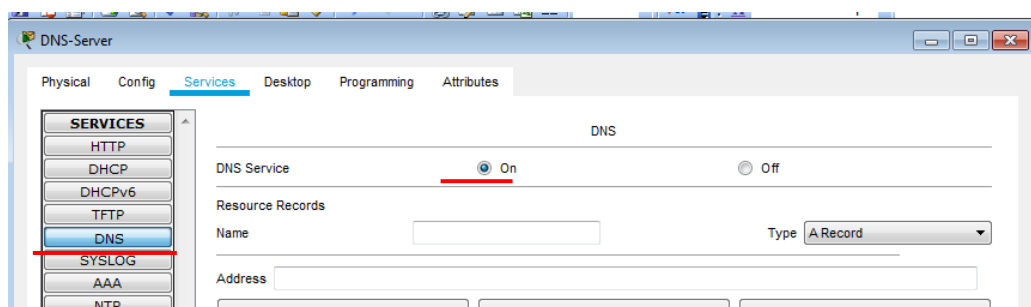 DNS-Server
Physical Config Services Desktop Programming Attributes
SERVICES
HTTP
DHCP
DHCPv6
TFTP
DNS
SYSLOG
AAA
NTP
DNS
DNS Service On Off
Resource Records
Name Type A Record
Address